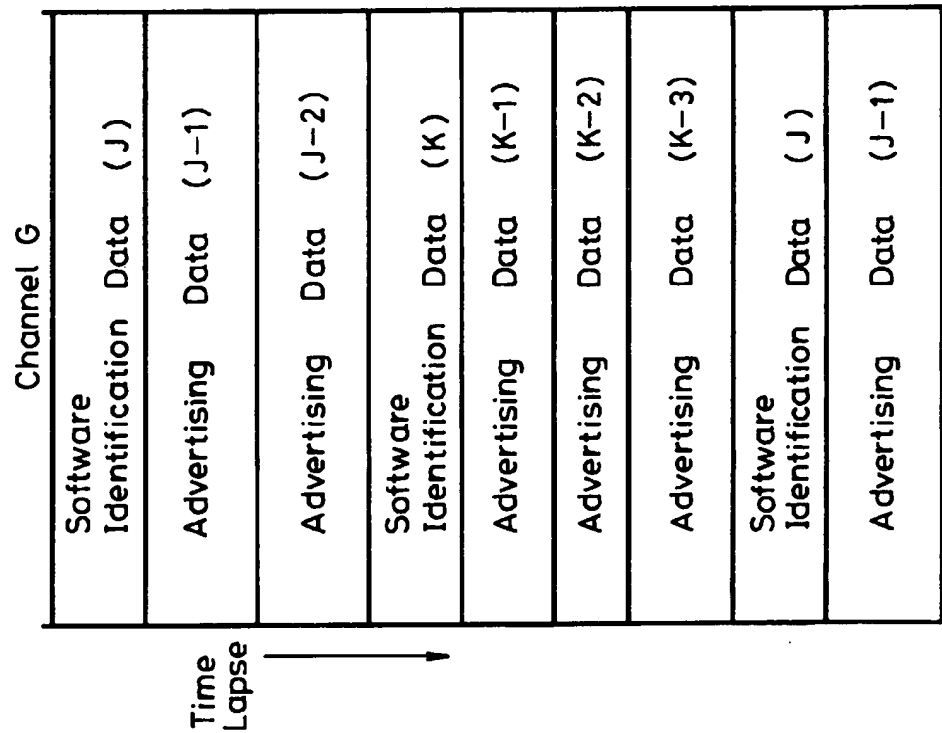 Channel G
Time
Lapse
Software
Identification Data (J)
Advertising Data (J-1)
Advertising Data (J-2)
Software
Identification Data (K)
Advertising Data (K-1)
Advertising Data (K-2)
Advertising Data (K-3)
Software
Identification Data (J)
Advertising Data (J-1)